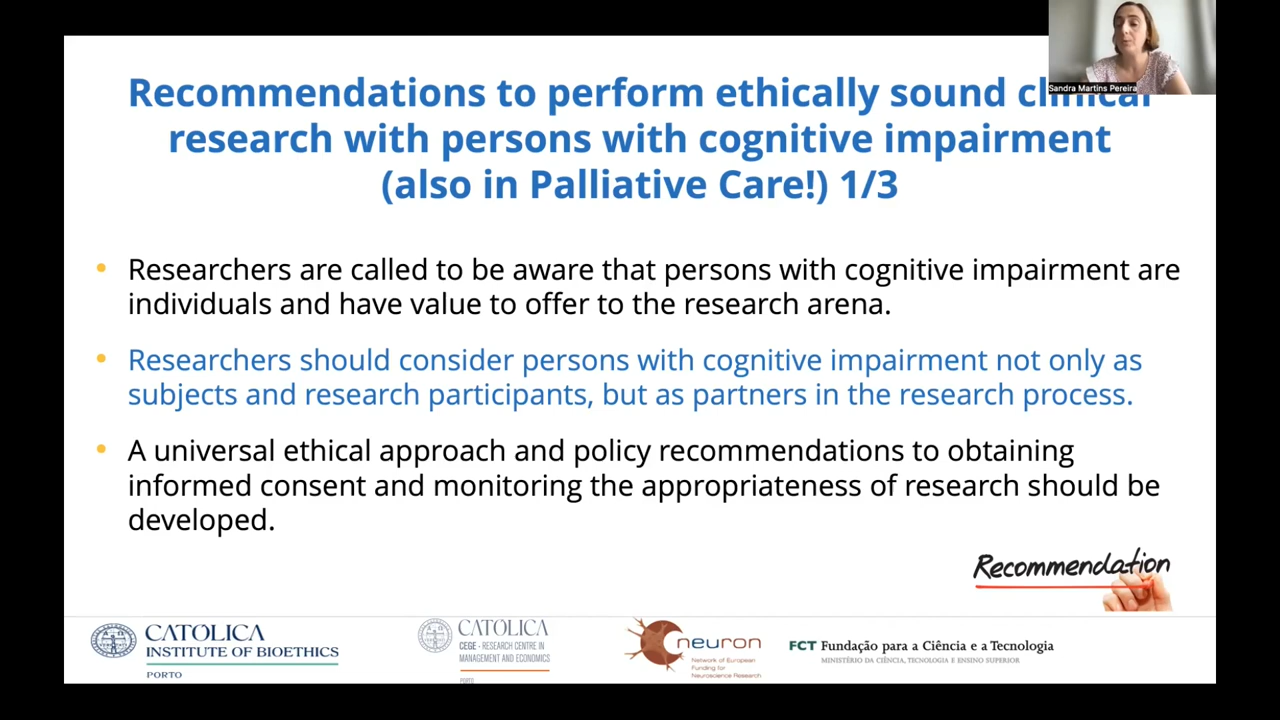 Sandra Martins Pereira
Recommendations to perform ethically sound clinical
research with persons with cognitive impairment
(also in Palliative Care!) 1/3
• Researchers are called to be aware that persons with cognitive impairment are
individuals and have value to offer to the research arena.
• Researchers should consider persons with cognitive impairment not only as
subjects and research participants, but as partners in the research process.
• A universal ethical approach and policy recommendations to obtaining
informed consent and monitoring the appropriateness of research should be
developed.
Recommendation
CATOLICA
INSTITUTE OF BIOETHICS
PORTO
CATOLICA
CEGE - RESEARCH CENTRE IN
MANAGEMENT AND ECONOMICS
PORTO
neuron
Network of European
Funding for
Neuroscience Research
FCT Fundação para a Ciência e a Tecnologia
MINISTÉRIO DA CIÊNCIA, TECNOLOGIA E ENSINO SUPERIOR